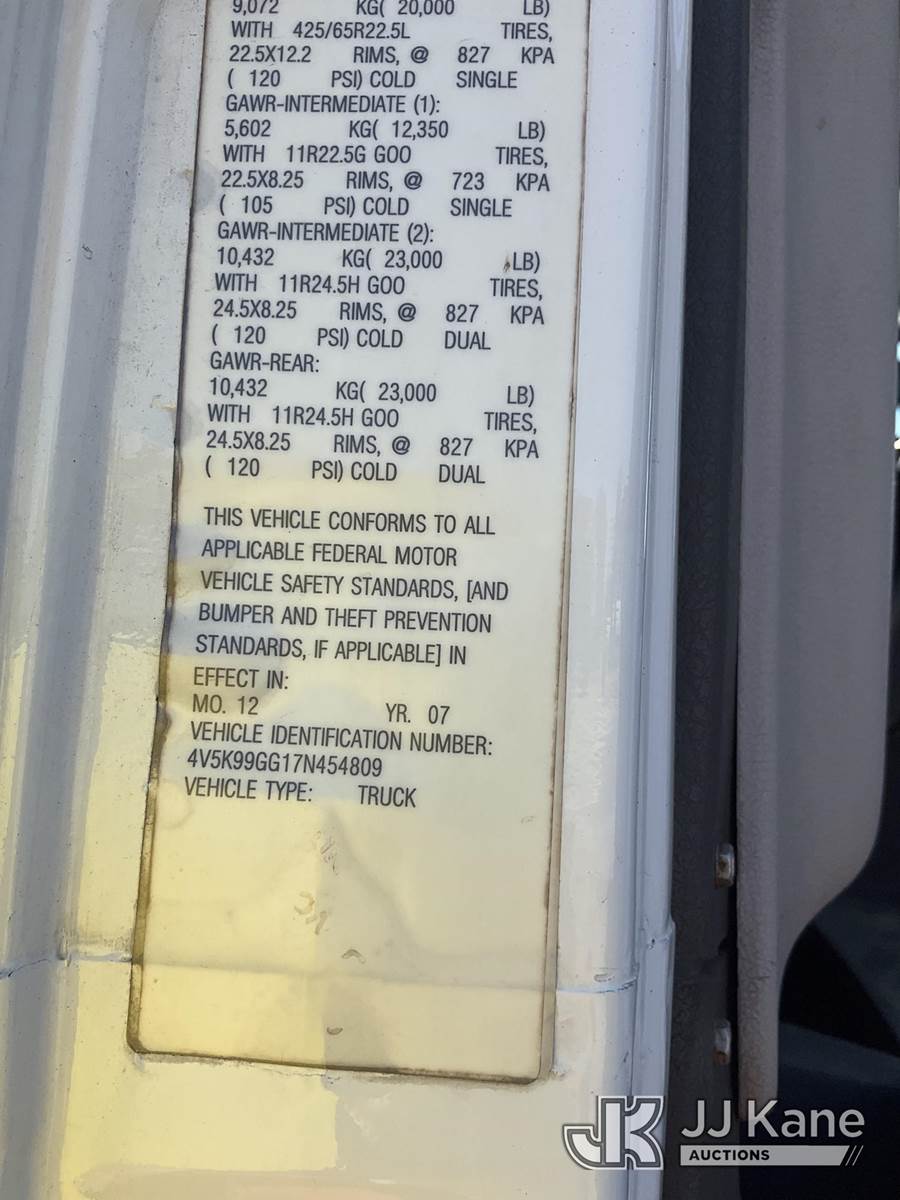 9,072 KG( 20,000 LB)
WITH 425/65R22.5L TIRES,
22.5X12.2 RIMS, @ 827 KPA
( 120 PSI) COLD SINGLE
GAWR-INTERMEDIATE (1):
5,602 KG( 12,350 LB)
WITH 11R22.5G GOO TIRES,
22.5X8.25 RIMS, @ 723 KPA
( 105 PSI) COLD SINGLE
GAWR-INTERMEDIATE (2):
10,432 KG( 23,000 LB)
WITH 11R24.5H GOO TIRES,
24.5X8.25 RIMS, @ 827 KPA
( 120 PSI) COLD DUAL
GAWR-REAR:
10,432 KG( 23,000 LB)
WITH 11R24.5H GOO TIRES,
24.5X8.25 RIMS, @ 827 KPA
( 120 PSI) COLD DUAL
THIS VEHICLE CONFORMS TO ALL
APPLICABLE FEDERAL MOTOR
VEHICLE SAFETY STANDARDS, [AND
BUMPER AND THEFT PREVENTION
STANDARDS, IF APPLICABLE] IN
EFFECT IN:
MO. 12 YR. 07
VEHICLE IDENTIFICATION NUMBER:
4V5K99GG17N454809
VEHICLE TYPE: TRUCK
JK JJ Kane
AUCTIONS